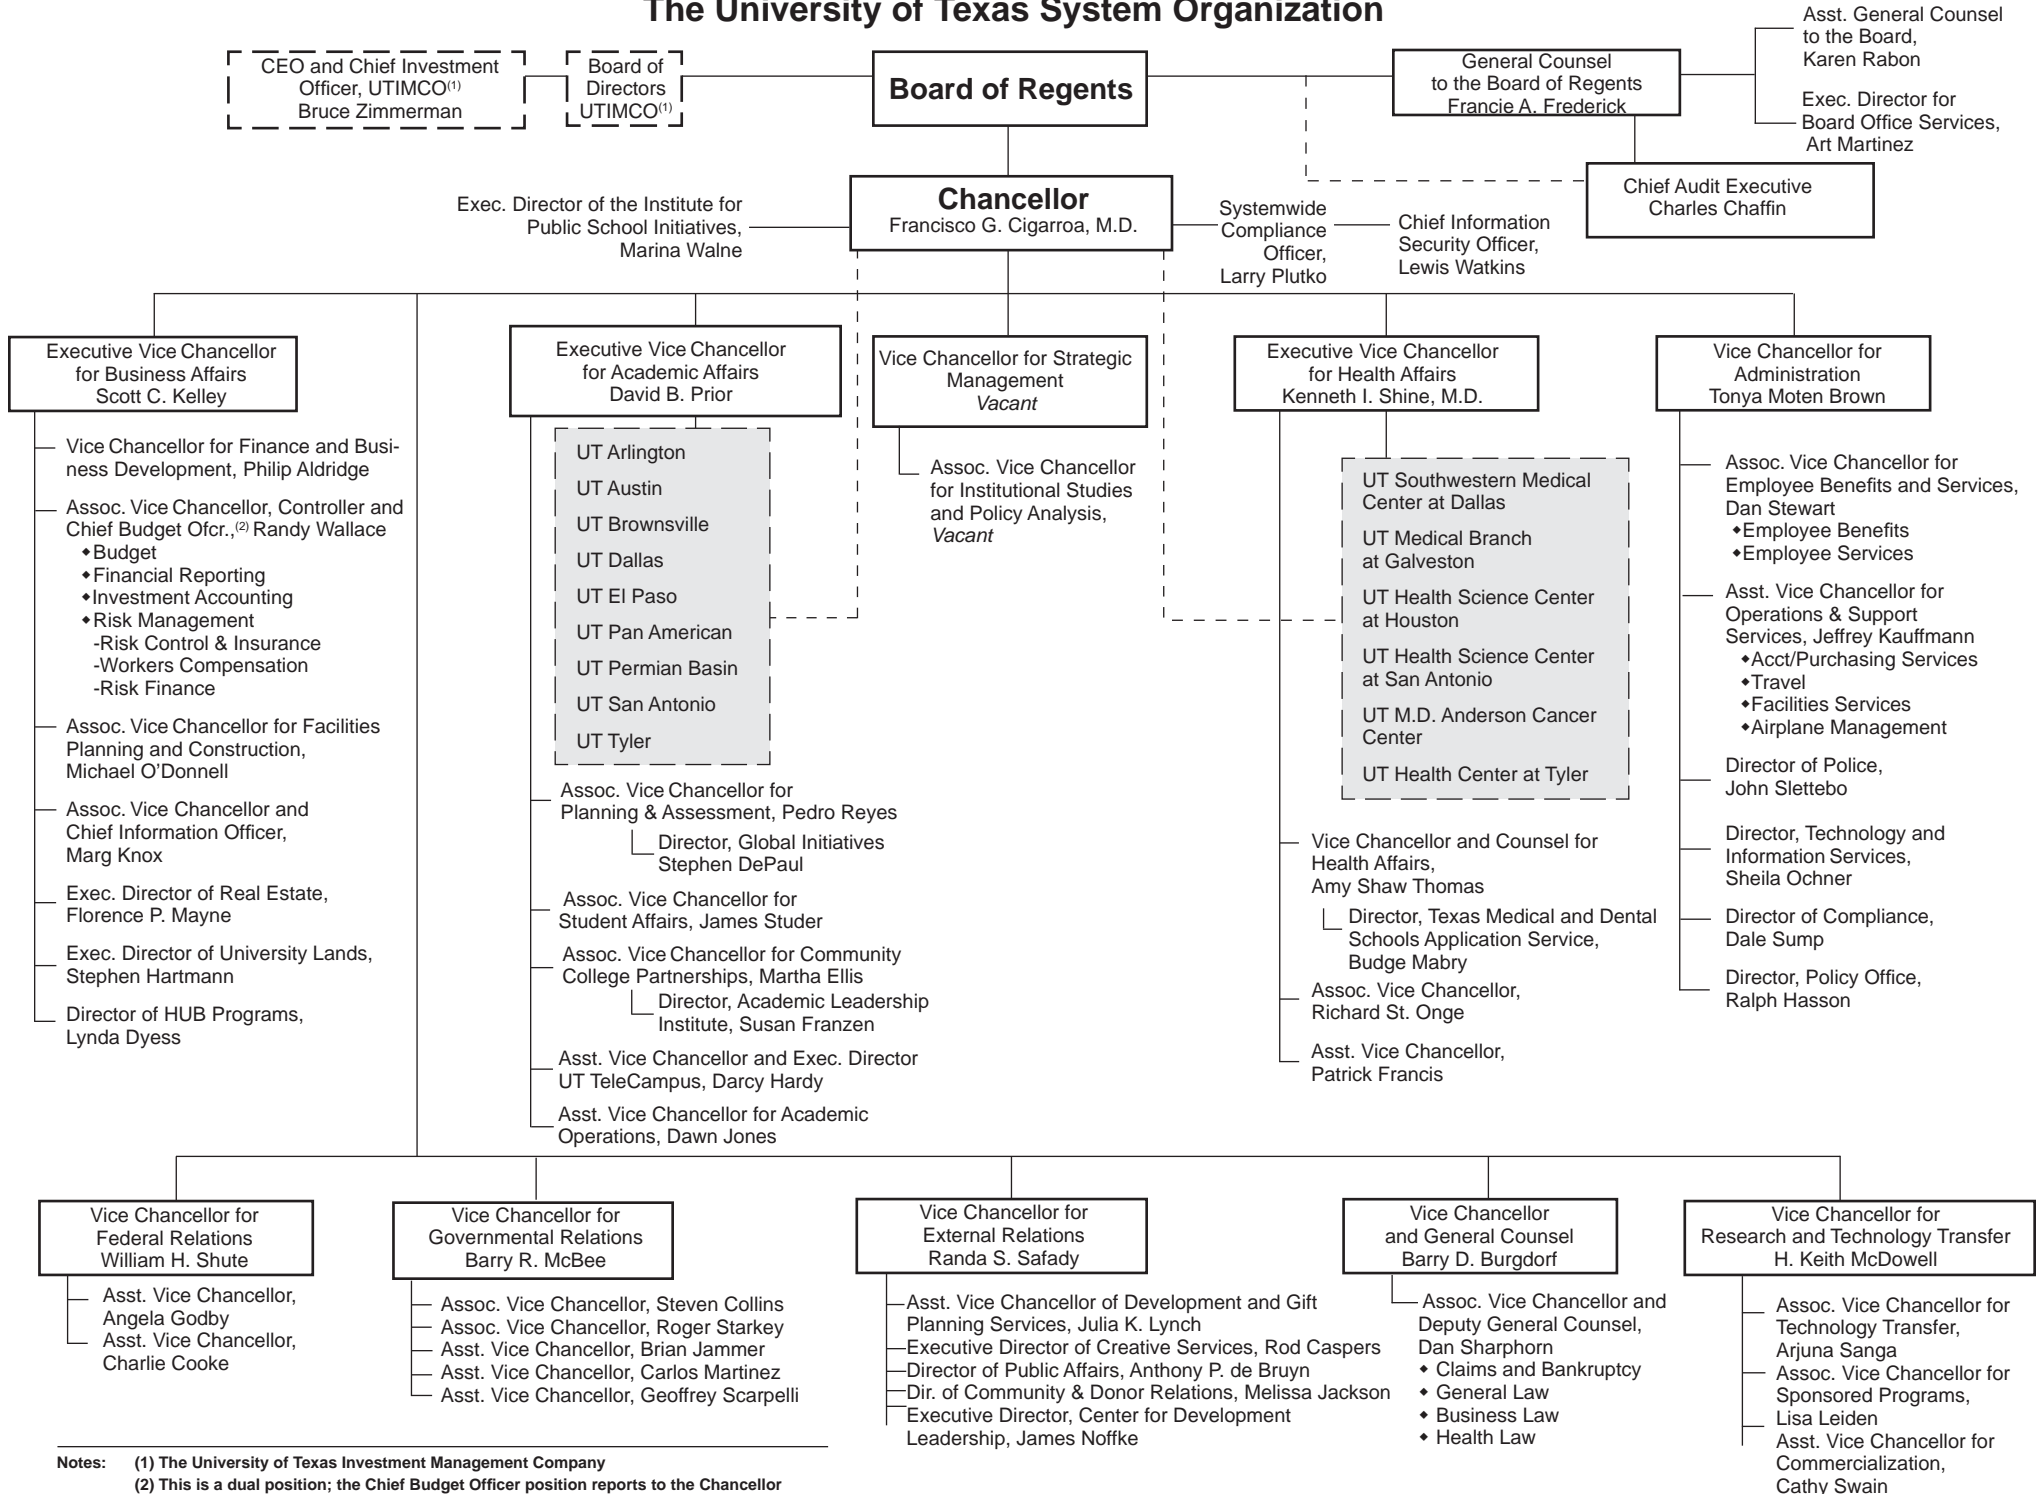 The University of Texas System Organization
CEO and Chief Investment
Officer, UTIMCO(1)
Bruce Zimmerman
Board of
Directors
UTIMCO(1)
Board of Regents
General Counsel
to the Board of Regents
Francie A. Frederick
Asst. General Counsel
to the Board,
Karen Rabon
Exec. Director for
Board Office Services,
Art Martinez
Chief Audit Executive
Charles Chaffin
Exec. Director of the Institute for
Public School Initiatives,
Marina Walne
Chancellor
Francisco G. Cigarroa, M.D.
Systemwide
Compliance
Officer,
Larry Plutko
Chief Information
Security Officer,
Lewis Watkins
Executive Vice Chancellor
for Business Affairs
Scott C. Kelley
Vice Chancellor for Finance and Busi-
ness Development, Philip Aldridge
Assoc. Vice Chancellor, Controller and
Chief Budget Ofcr.,(2) Randy Wallace
◆Budget
◆Financial Reporting
◆Investment Accounting
◆Risk Management
-Risk Control & Insurance
-Workers Compensation
-Risk Finance
Assoc. Vice Chancellor for Facilities
Planning and Construction,
Michael O’Donnell
Assoc. Vice Chancellor and
Chief Information Officer,
Marg Knox
Exec. Director of Real Estate,
Florence P. Mayne
Exec. Director of University Lands,
Stephen Hartmann
Director of HUB Programs,
Lynda Dyess
Executive Vice Chancellor
for Academic Affairs
David B. Prior
UT Arlington
UT Austin
UT Brownsville
UT Dallas
UT El Paso
UT Pan American
UT Permian Basin
UT San Antonio
UT Tyler
Assoc. Vice Chancellor for
Planning & Assessment, Pedro Reyes
Director, Global Initiatives
Stephen DePaul
Assoc. Vice Chancellor for
Student Affairs, James Studer
Assoc. Vice Chancellor for Community
College Partnerships, Martha Ellis
Director, Academic Leadership
Institute, Susan Franzen
Asst. Vice Chancellor and Exec. Director
UT TeleCampus, Darcy Hardy
Asst. Vice Chancellor for Academic
Operations, Dawn Jones
Vice Chancellor for Strategic
Management
Vacant
Assoc. Vice Chancellor
for Institutional Studies
and Policy Analysis,
Vacant
Executive Vice Chancellor
for Health Affairs
Kenneth I. Shine, M.D.
UT Southwestern Medical
Center at Dallas
UT Medical Branch
at Galveston
UT Health Science Center
at Houston
UT Health Science Center
at San Antonio
UT M.D. Anderson Cancer
Center
UT Health Center at Tyler
Vice Chancellor and Counsel for
Health Affairs,
Amy Shaw Thomas
Director, Texas Medical and Dental
Schools Application Service,
Budge Mabry
Assoc. Vice Chancellor,
Richard St. Onge
Asst. Vice Chancellor,
Patrick Francis
Vice Chancellor for
Administration
Tonya Moten Brown
Assoc. Vice Chancellor for
Employee Benefits and Services,
Dan Stewart
◆Employee Benefits
◆Employee Services
Asst. Vice Chancellor for
Operations & Support
Services, Jeffrey Kauffmann
◆Acct/Purchasing Services
◆Travel
◆Facilities Services
◆Airplane Management
Director of Police,
John Slettebo
Director, Technology and
Information Services,
Sheila Ochner
Director of Compliance,
Dale Sump
Director, Policy Office,
Ralph Hasson
Vice Chancellor for
Federal Relations
William H. Shute
Asst. Vice Chancellor,
Angela Godby
Asst. Vice Chancellor,
Charlie Cooke
Vice Chancellor for
Governmental Relations
Barry R. McBee
Assoc. Vice Chancellor, Steven Collins
Assoc. Vice Chancellor, Roger Starkey
Asst. Vice Chancellor, Brian Jammer
Asst. Vice Chancellor, Carlos Martinez
Asst. Vice Chancellor, Geoffrey Scarpelli
Vice Chancellor for
External Relations
Randa S. Safady
Asst. Vice Chancellor of Development and Gift
Planning Services, Julia K. Lynch
Executive Director of Creative Services, Rod Caspers
Director of Public Affairs, Anthony P. de Bruyn
Dir. of Community & Donor Relations, Melissa Jackson
Executive Director, Center for Development
Leadership, James Noffke
Vice Chancellor
and General Counsel
Barry D. Burgdorf
Assoc. Vice Chancellor and
Deputy General Counsel,
Dan Sharphorn
◆ Claims and Bankruptcy
◆ General Law
◆ Business Law
◆ Health Law
Vice Chancellor for
Research and Technology Transfer
H. Keith McDowell
Assoc. Vice Chancellor for
Technology Transfer,
Arjuna Sanga
Assoc. Vice Chancellor for
Sponsored Programs,
Lisa Leiden
Asst. Vice Chancellor for
Commercialization,
Cathy Swain
Notes: (1) The University of Texas Investment Management Company
(2) This is a dual position; the Chief Budget Officer position reports to the Chancellor